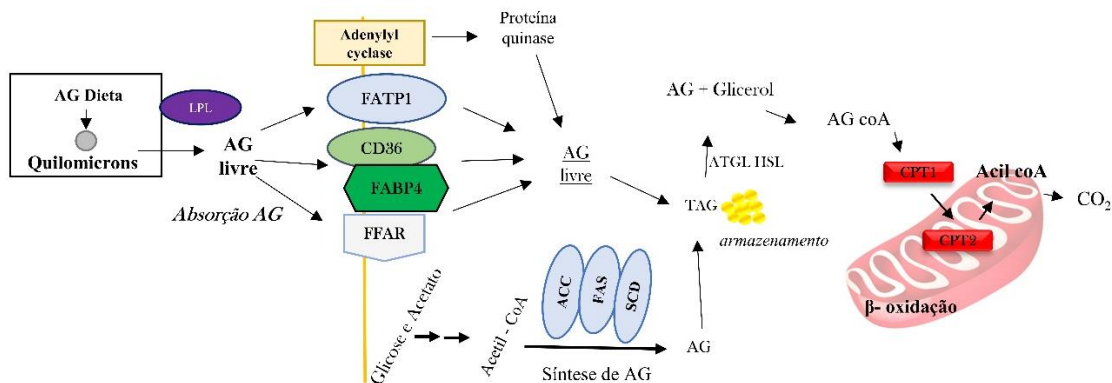 AG Dieta
Quilomicrons
LPL
AG
livre
Absorção AG
Adenylyl
cyclase
FATP1
CD36
FABP4
FFAR
Proteína
quinase
AG
livre
Glicose e Acetato
Acetil - CoA
ACC
FAS
SCD
Síntese de AG
AG
TAG
armazenamento
ATGL HSL
AG + Glicerol
AG coA
CPT1
CPT2
Acil coA
CO₂
β- oxidação